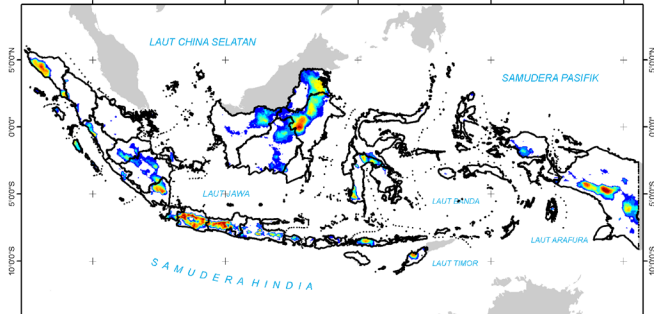 LAUT CHINA SELATAN
5°0'0"N
5°0'0"N
SAMUDERA PASIFIK
0°0'0"
0°0'0"
LAUT JAWA
5°0'0"S
5°0'0"S
LAUT BANDA
LAUT ARAFURA
10°0'0"S
10°0'0"S
LAUT TIMOR
SAMUDERA HINDIA